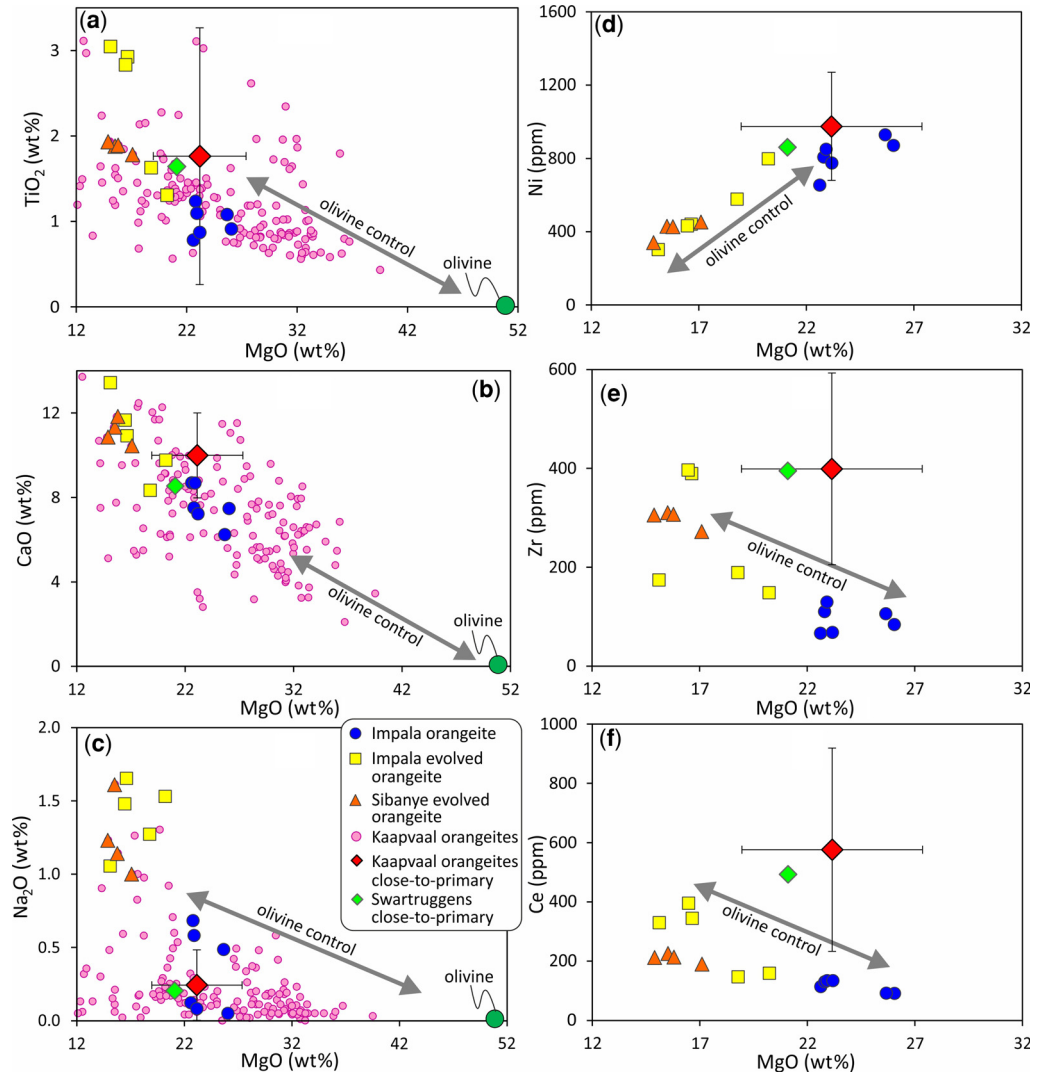 (a)
3
2
1
0
TiO2 (wt%)
olivine control
olivine
12 22 32 42 52
MgO (wt%)
(b)
12
8
4
0
CaO (wt%)
olivine control
olivine
12 22 32 42 52
MgO (wt%)
(c)
2.0
1.5
1.0
0.5
0.0
Na2O (wt%)
olivine control
olivine
12 22 32 42 52
MgO (wt%)
Impala orangeite
Impala evolved
orangeite
Sibanye evolved
orangeite
Kaapvaal orangeites
Kaapvaal orangeites
close-to-primary
Swartruggens
close-to-primary
(d)
1600
1200
800
400
0
Ni (ppm)
olivine control
12 17 22 27 32
MgO (wt%)
(e)
600
400
200
0
Zr (ppm)
olivine control
12 17 22 27 32
MgO (wt%)
(f)
1000
800
600
400
200
0
Ce (ppm)
olivine control
12 17 22 27 32
MgO (wt%)